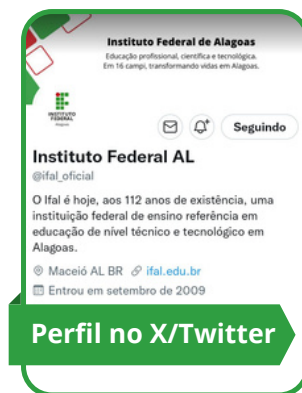 Instituto Federal de Alagoas
Educação profissional, científica e tecnológica.
Em 16 campi, transformando vidas em Alagoas.
INSTITUTO
FEDERAL
Alagoas
Seguindo
Instituto Federal AL
@ifal_oficial
O Ifal é hoje, aos 112 anos de existência, uma
instituição federal de ensino referência em
educação de nível técnico e tecnológico em
Alagoas.
Maceió AL BR ifal.edu.br
Entrou em setembro de 2009
Perfil no X/Twitter